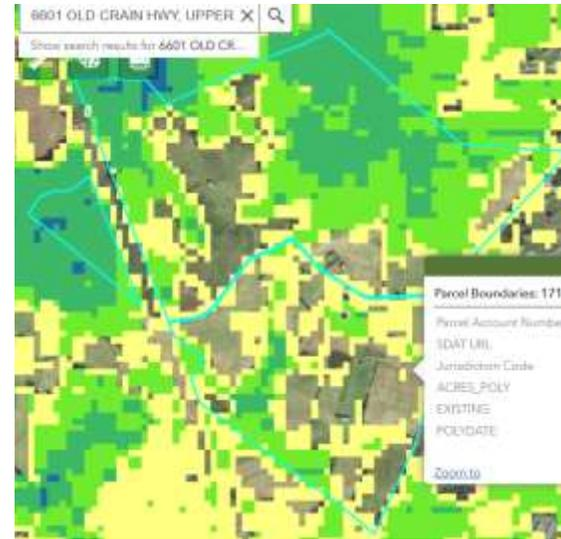 6601 OLD CRAIN HWY, UPPER
Show search results for 6601 OLD CR...
Parcel Boundaries: 171
Parcel Account Numbe
SDAT URL
Jurisdiction Code
ACRES_POLY
EXISTING
POLYDATE
Zoom to